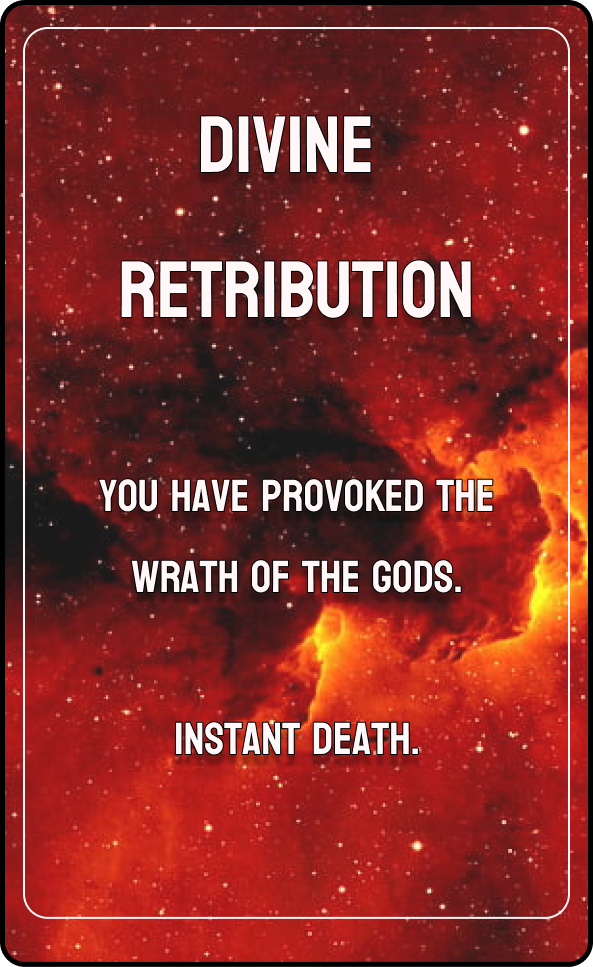 DIVINE
RETRIBUTION
YOU HAVE PROVOKED THE
WRATH OF THE GODS.
INSTANT DEATH.